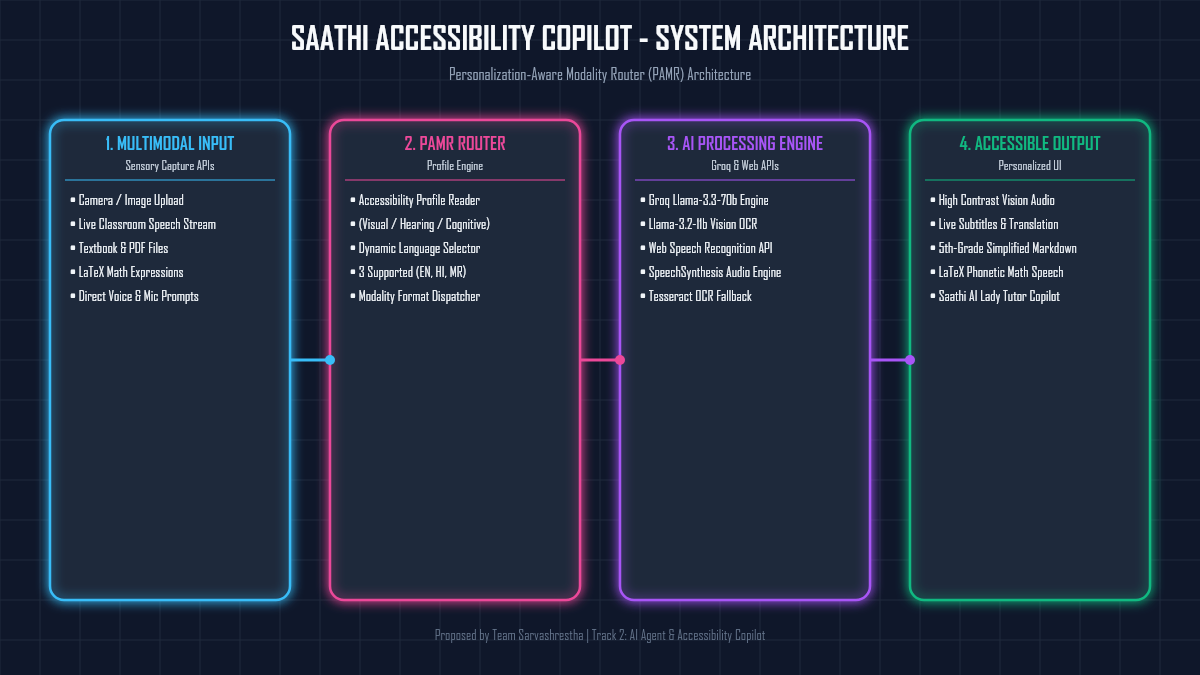 SAATHI ACCESSIBILITY COPILOT - SYSTEM ARCHITECTURE
Personalization-Aware Modality Router (PAMR) Architecture
1. MULTIMODAL INPUT
Sensory Capture APIs
▪ Camera / Image Upload
▪ Live Classroom Speech Stream
▪ Textbook & PDF Files
▪ LaTeX Math Expressions
▪ Direct Voice & Mic Prompts
2. PAMR ROUTER
Profile Engine
▪ Accessibility Profile Reader
▪ (Visual / Hearing / Cognitive)
▪ Dynamic Language Selector
▪ 3 Supported (EN, HI, MR)
▪ Modality Format Dispatcher
3. AI PROCESSING ENGINE
Groq & Web APIs
▪ Groq Llama-3.3-70b Engine
▪ Llama-3.2-11b Vision OCR
▪ Web Speech Recognition API
▪ SpeechSynthesis Audio Engine
▪ Tesseract OCR Fallback
4. ACCESSIBLE OUTPUT
Personalized UI
▪ High Contrast Vision Audio
▪ Live Subtitles & Translation
▪ 5th-Grade Simplified Markdown
▪ LaTeX Phonetic Math Speech
▪ Saathi AI Lady Tutor Copilot
Proposed by Team Sarvashrestha | Track 2: AI Agent & Accessibility Copilot